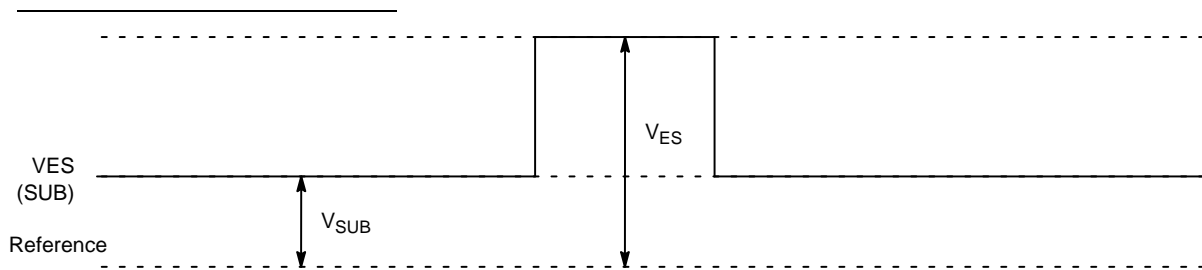 V_ES
VES
(SUB)
V_SUB
Reference